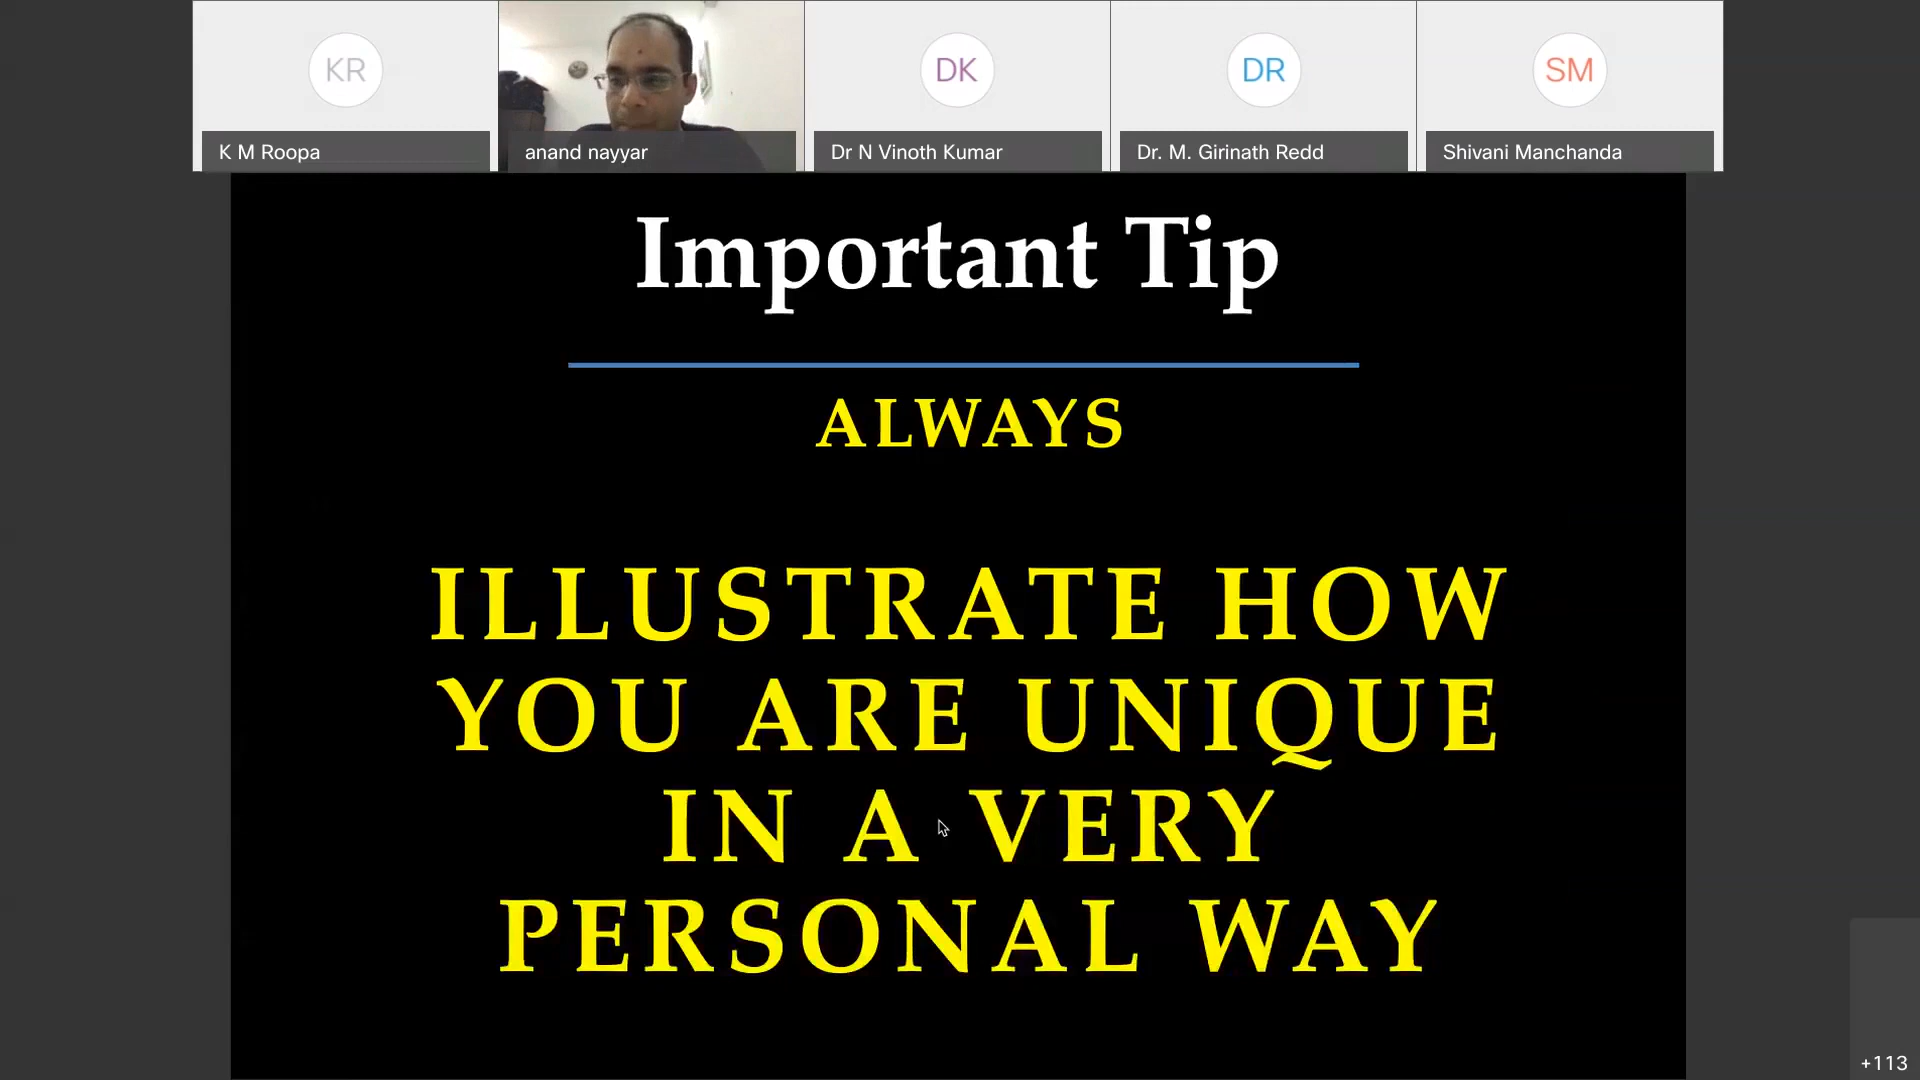 KR
DK
DR
SM
K M Roopa
anand nayyar
Dr N Vinoth Kumar
Dr. M. Girinath Redd
Shivani Manchanda
Important Tip
ALWAYS
ILLUSTRATE HOW
YOU ARE UNIQUE
IN A VERY
PERSONAL WAY
+113